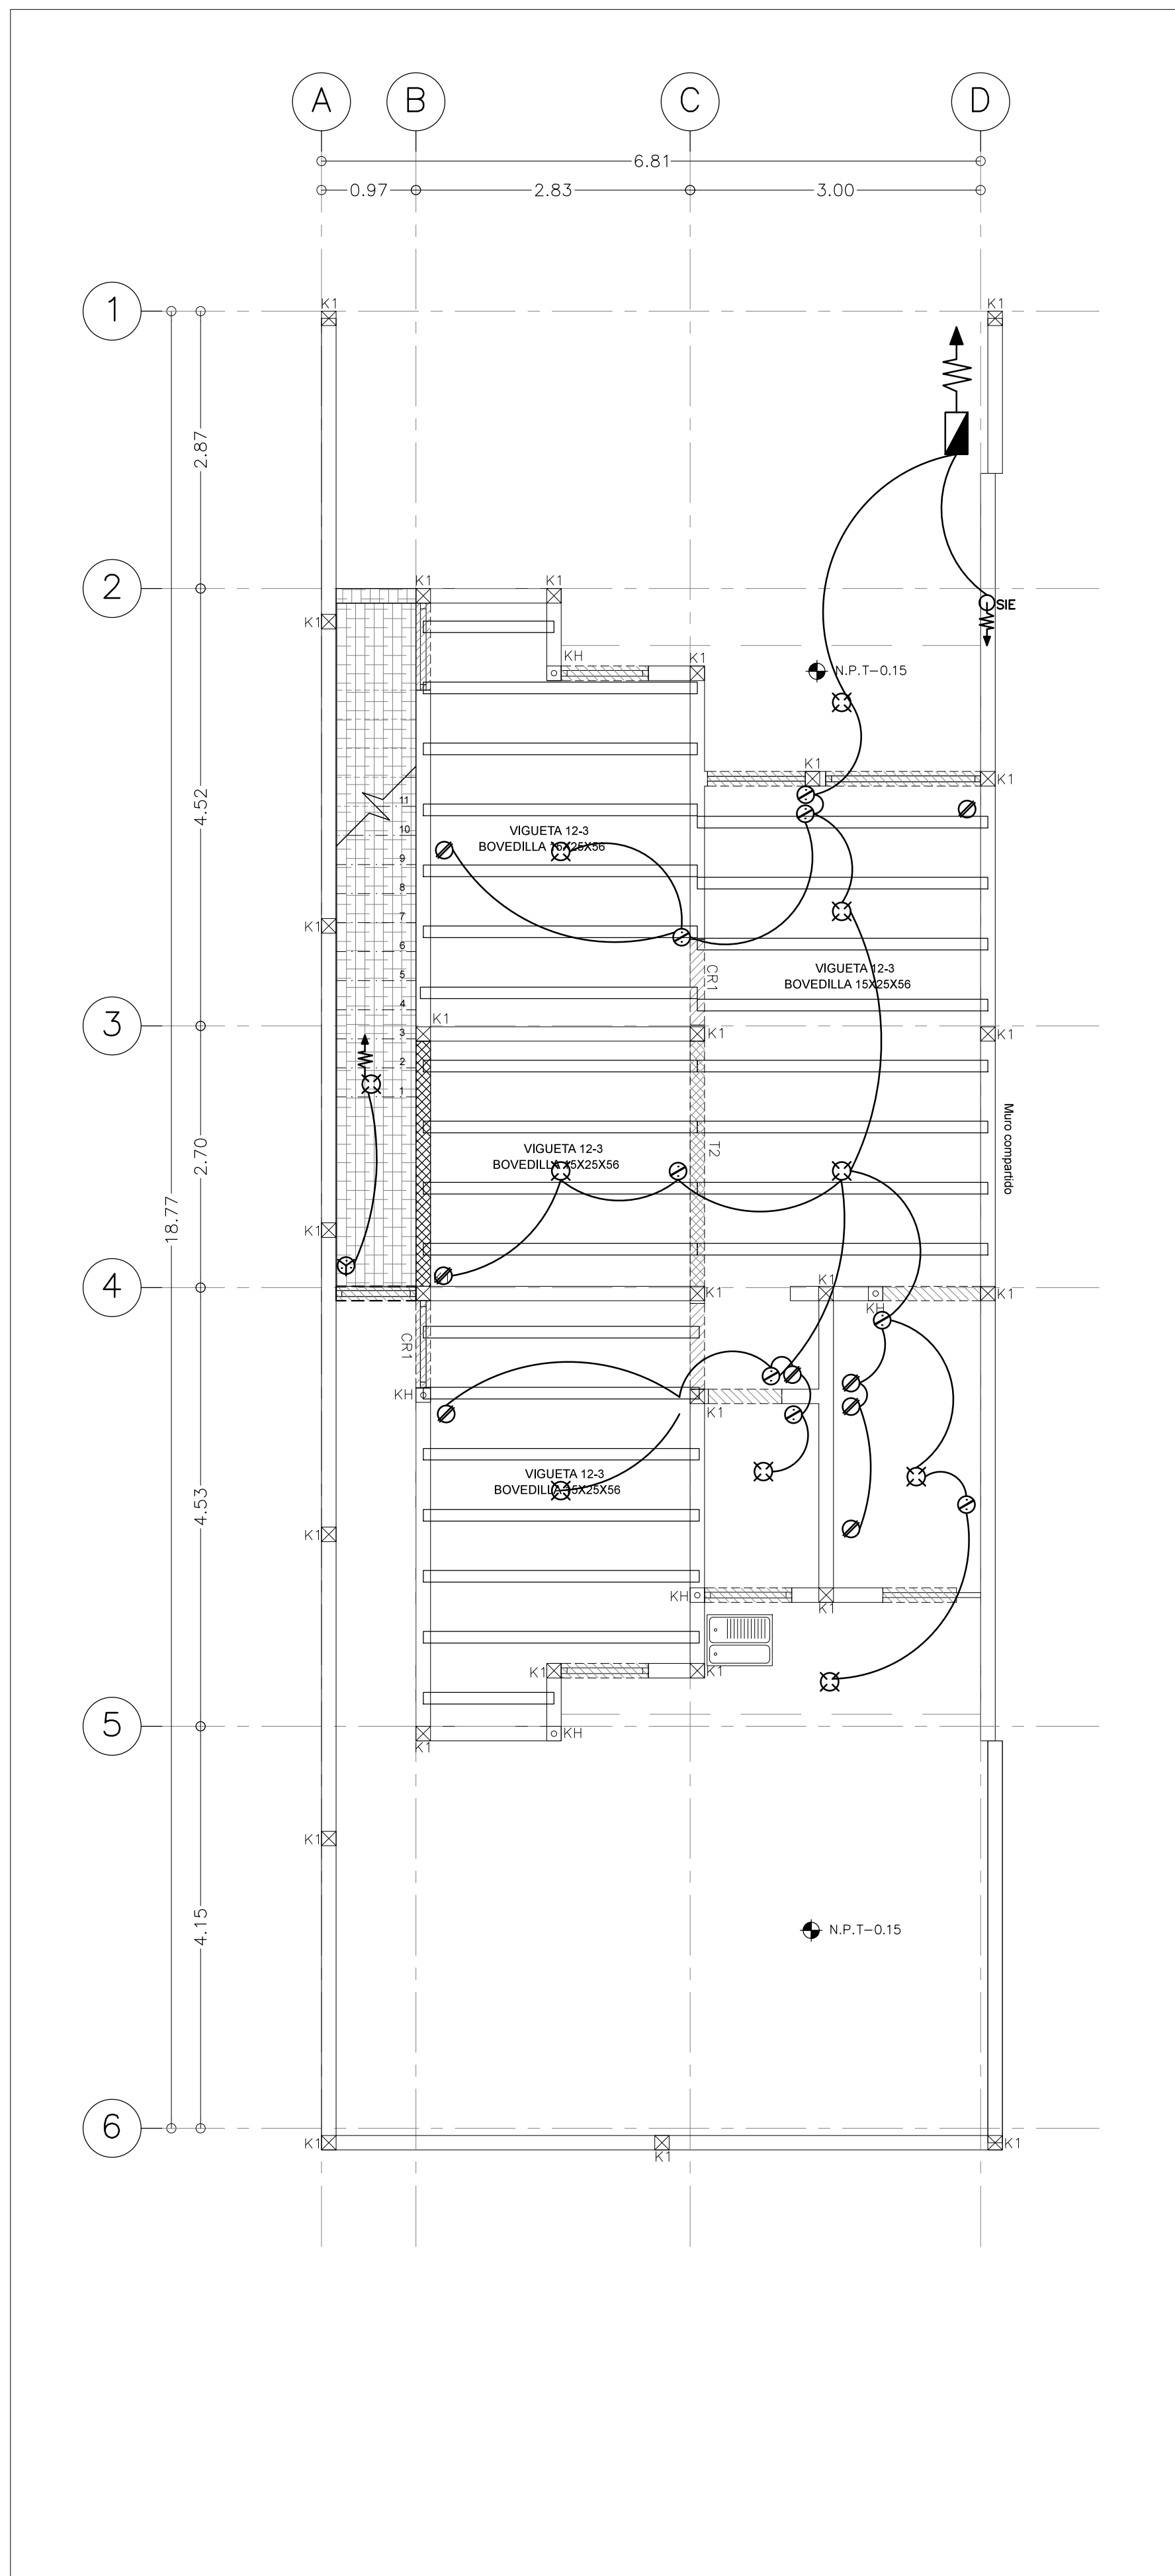 A B C D
6.81
0.97 2.83 3.00
1
K1 K1
2.87
SIE
2
K1 K1
K1
KH K1
N.P.T-0.15
K1
K1
11
4.52
10
VIGUETA 12-3
BOVEDILLA 15X25X56
9
8
7
K1
6
VIGUETA 12-3
BOVEDILLA 15X25X56
CR1
5
4
K1
3
3
K1 K1
2
1
Muro compartido
2.70
T2
VIGUETA 12-3
BOVEDILLA 15X25X56
18.77
K1
K1
4
K1 K1
KH
CR1
KH
K1
VIGUETA 12-3
BOVEDILLA 15X25X56
4.53
K1
KH
K1
K1 K1
5
KH
K1
K1
4.15
N.P.T-0.15
6
K1 K1
K1